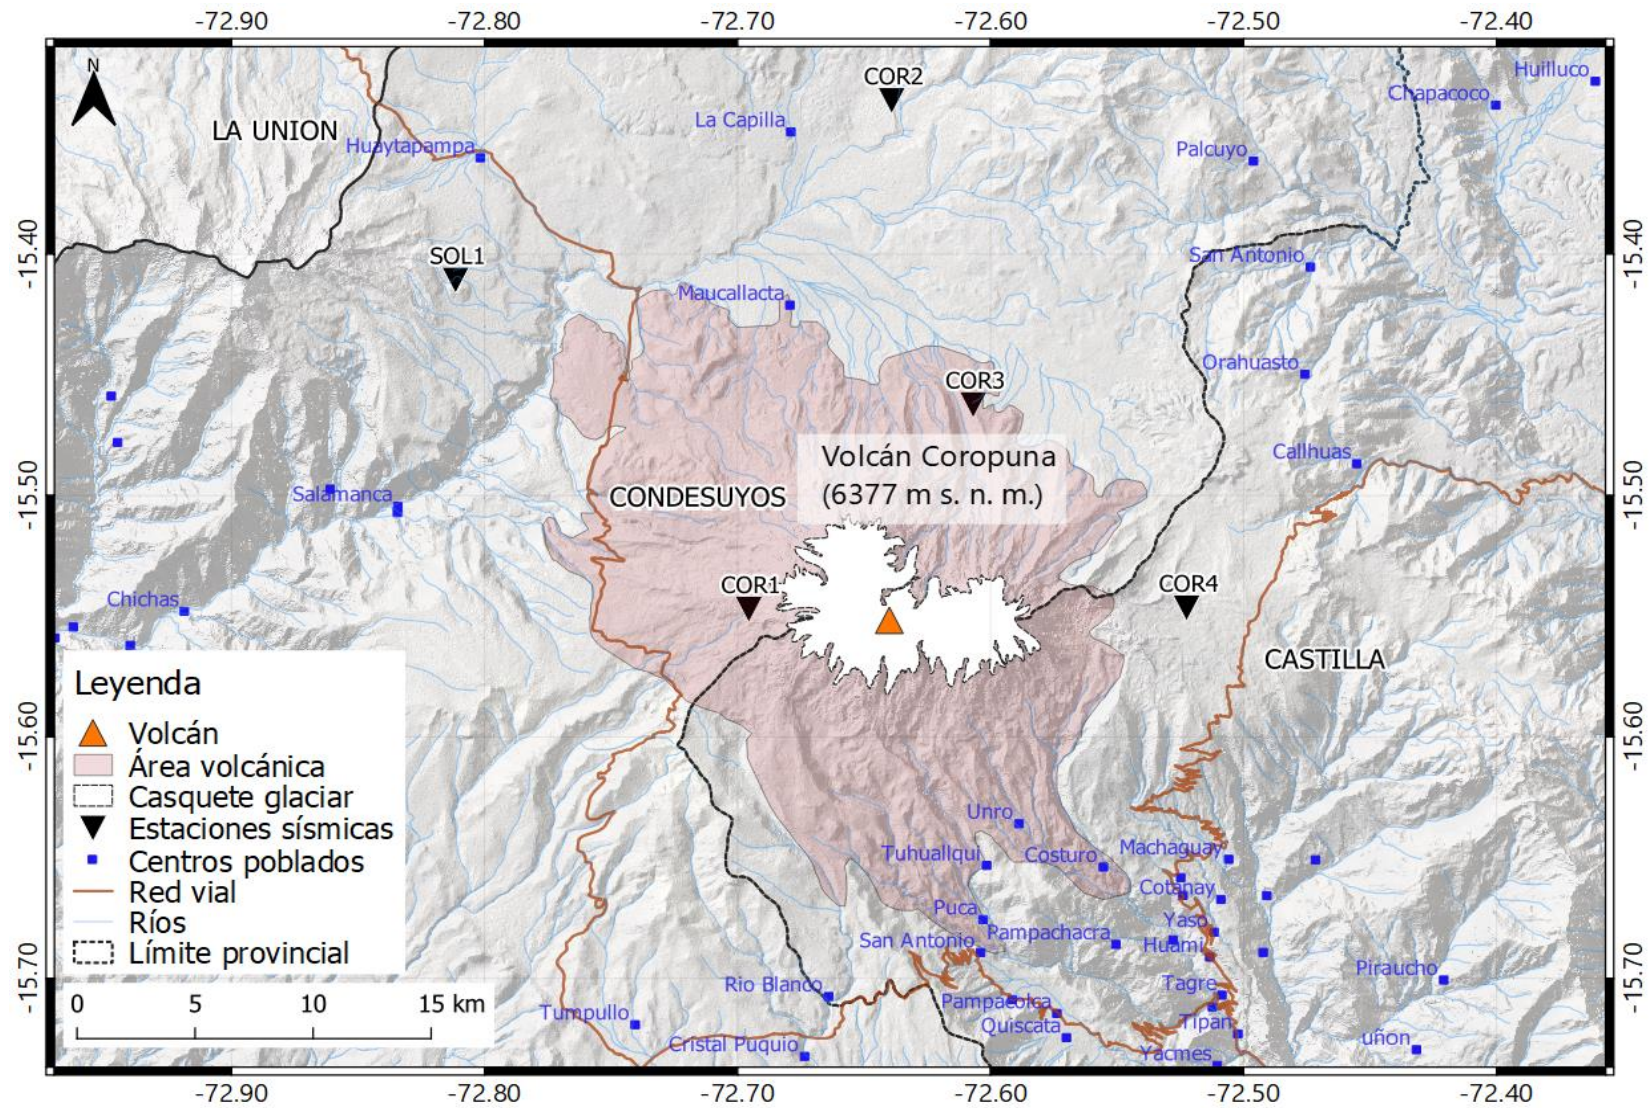 -72.90
-72.80
-72.70
-72.60
-72.50
-72.40
N
COR2
Huilluco
Chapacoco
LA UNION
La Capilla
Huaytapampa
Palcuyo
-15.40
SOL1
San Antonio
-15.40
Maucallacta
Orahuasto
COR3
Volcán Coropuna
(6377 m s. n. m.)
Callhuas
-15.50
Salamanca
CONDESUYOS
-15.50
Chichas
COR1
COR4
CASTILLA
Leyenda
Volcán
Área volcánica
Casquete glaciar
Estaciones sísmicas
Centros poblados
Red vial
Ríos
Límite provincial
0 5 10 15 km
-15.60
-15.60
Unro
Tuhuallqui
Costuro
Machaguay
Cotahay
Puca
Pampachacra
Yaso
San Antonio
Huami
-15.70
Rio Blanco
Pampacolca
Tagre
Piraucho
-15.70
Tumpullo
Quiscata
Tipan
Cristal Puquio
Yacmes
uñon
-72.90
-72.80
-72.70
-72.60
-72.50
-72.40